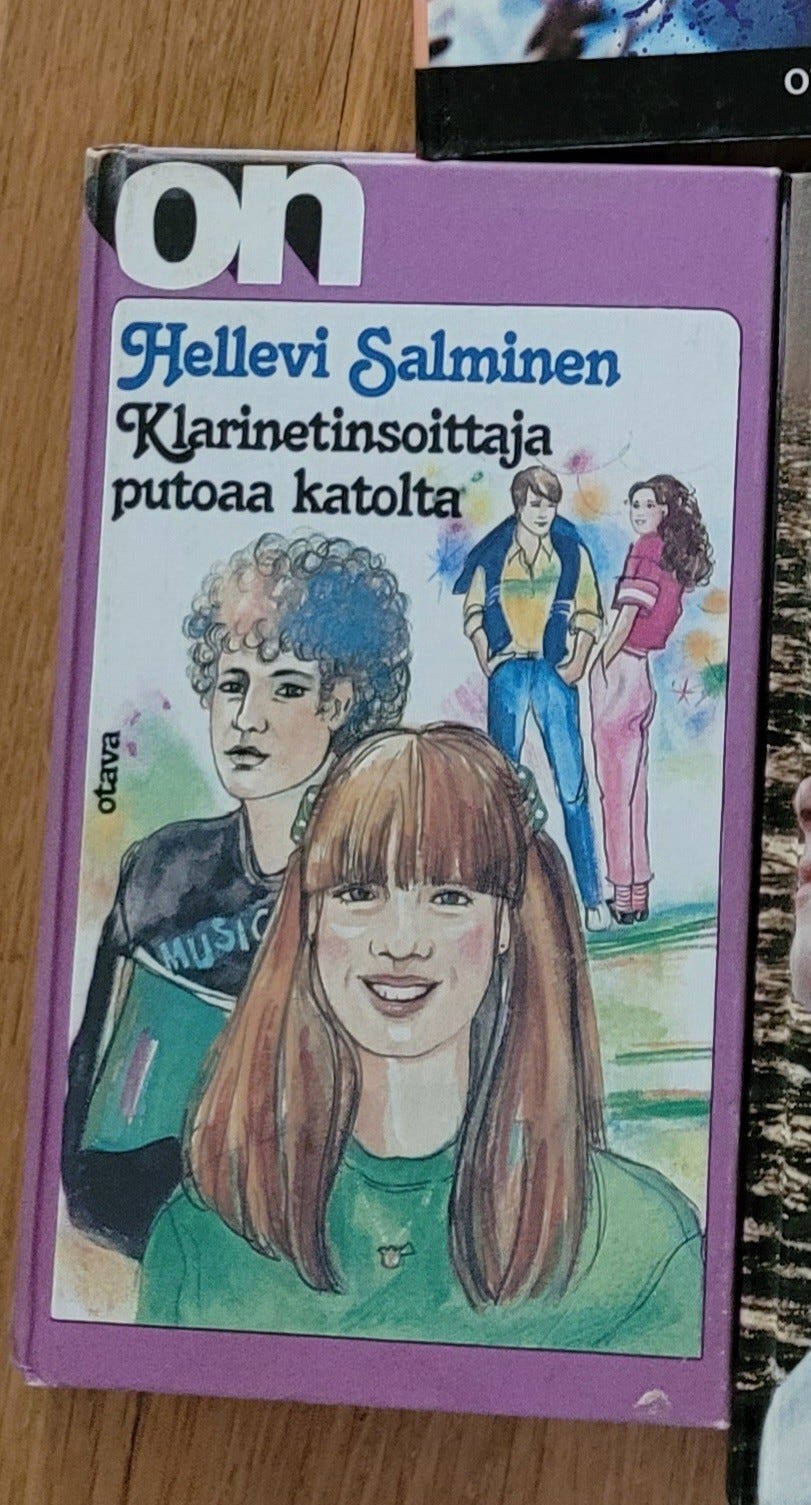 on
Hellevi Salminen
Klarinetinsoittaja
putoaa katolta
otava
MUSIC